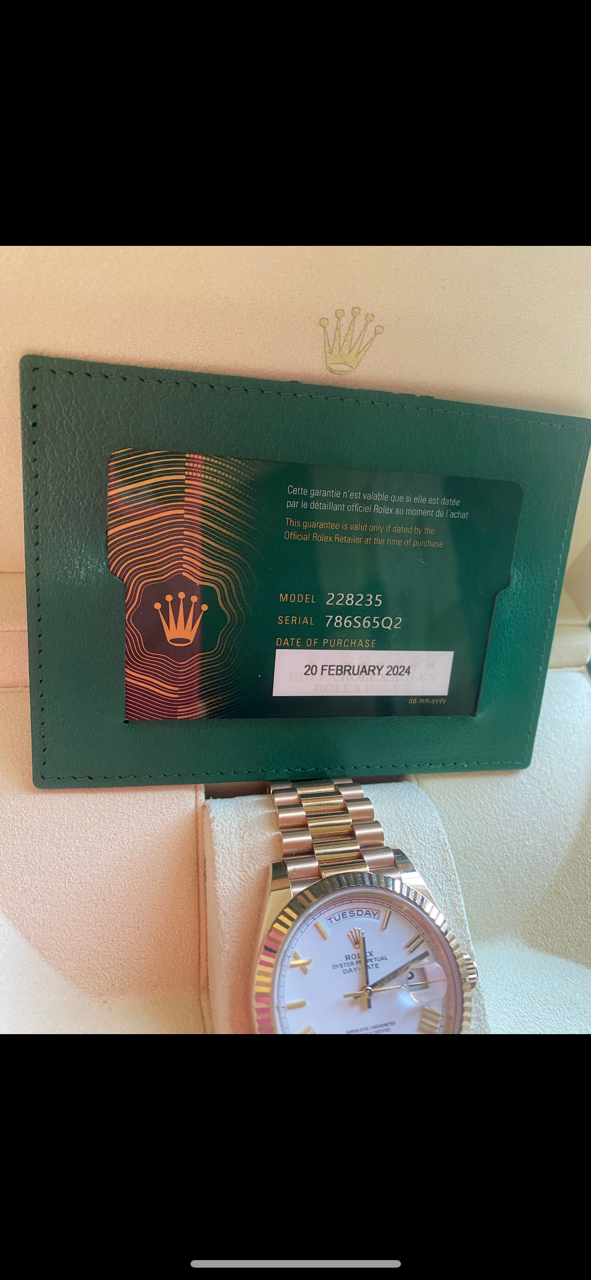 Cette garantie n'est valable que si elle est datée
par le détaillant officiel Rolex au moment de l'achat
This guarantee is valid only if dated by the
Official Rolex Retailer at the time of purchase
MODEL 228235
SERIAL 786S65Q2
DATE OF PURCHASE
20 FEBRUARY 2024
dd.mm.yyyy
TUESDAY
ROLEX
OYSTER PERPETUAL
DAY-DATE